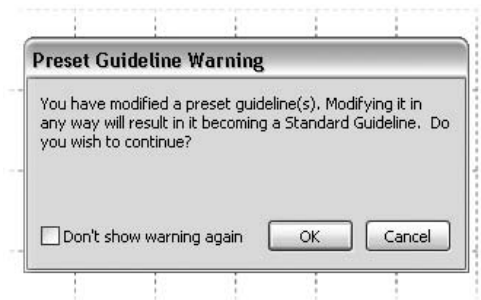 Preset Guideline Warning
You have modified a preset guideline(s). Modifying it in
any way will result in it becoming a Standard Guideline. Do
you wish to continue?
Don't show warning again
OK
Cancel